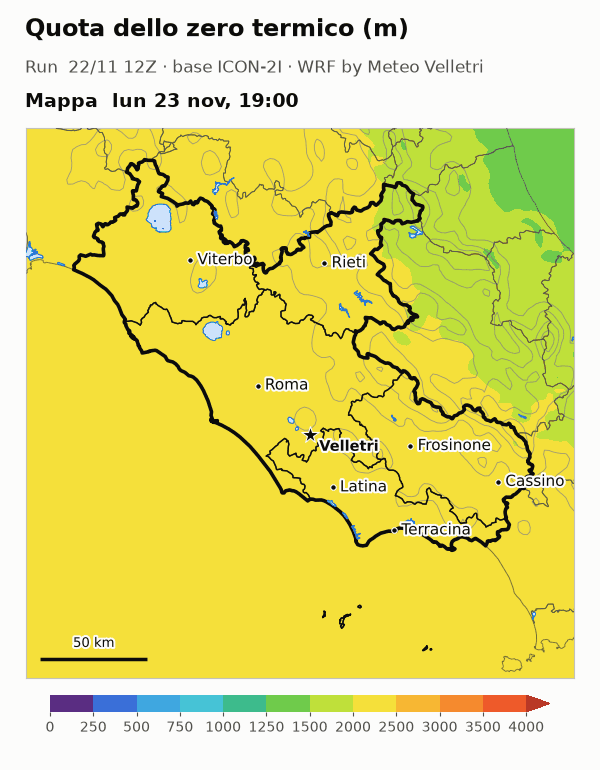 Quota dello zero termico (m)
Run  22/11 12Z · base ICON-2I · WRF by Meteo Velletri
Mappa  lun 23 nov, 19:00
Viterbo
Rieti
Roma
Velletri
Frosinone
Cassino
Latina
Terracina
50 km
0 250 500 750 1000 1250 1500 2000 2500 3000 3500 4000